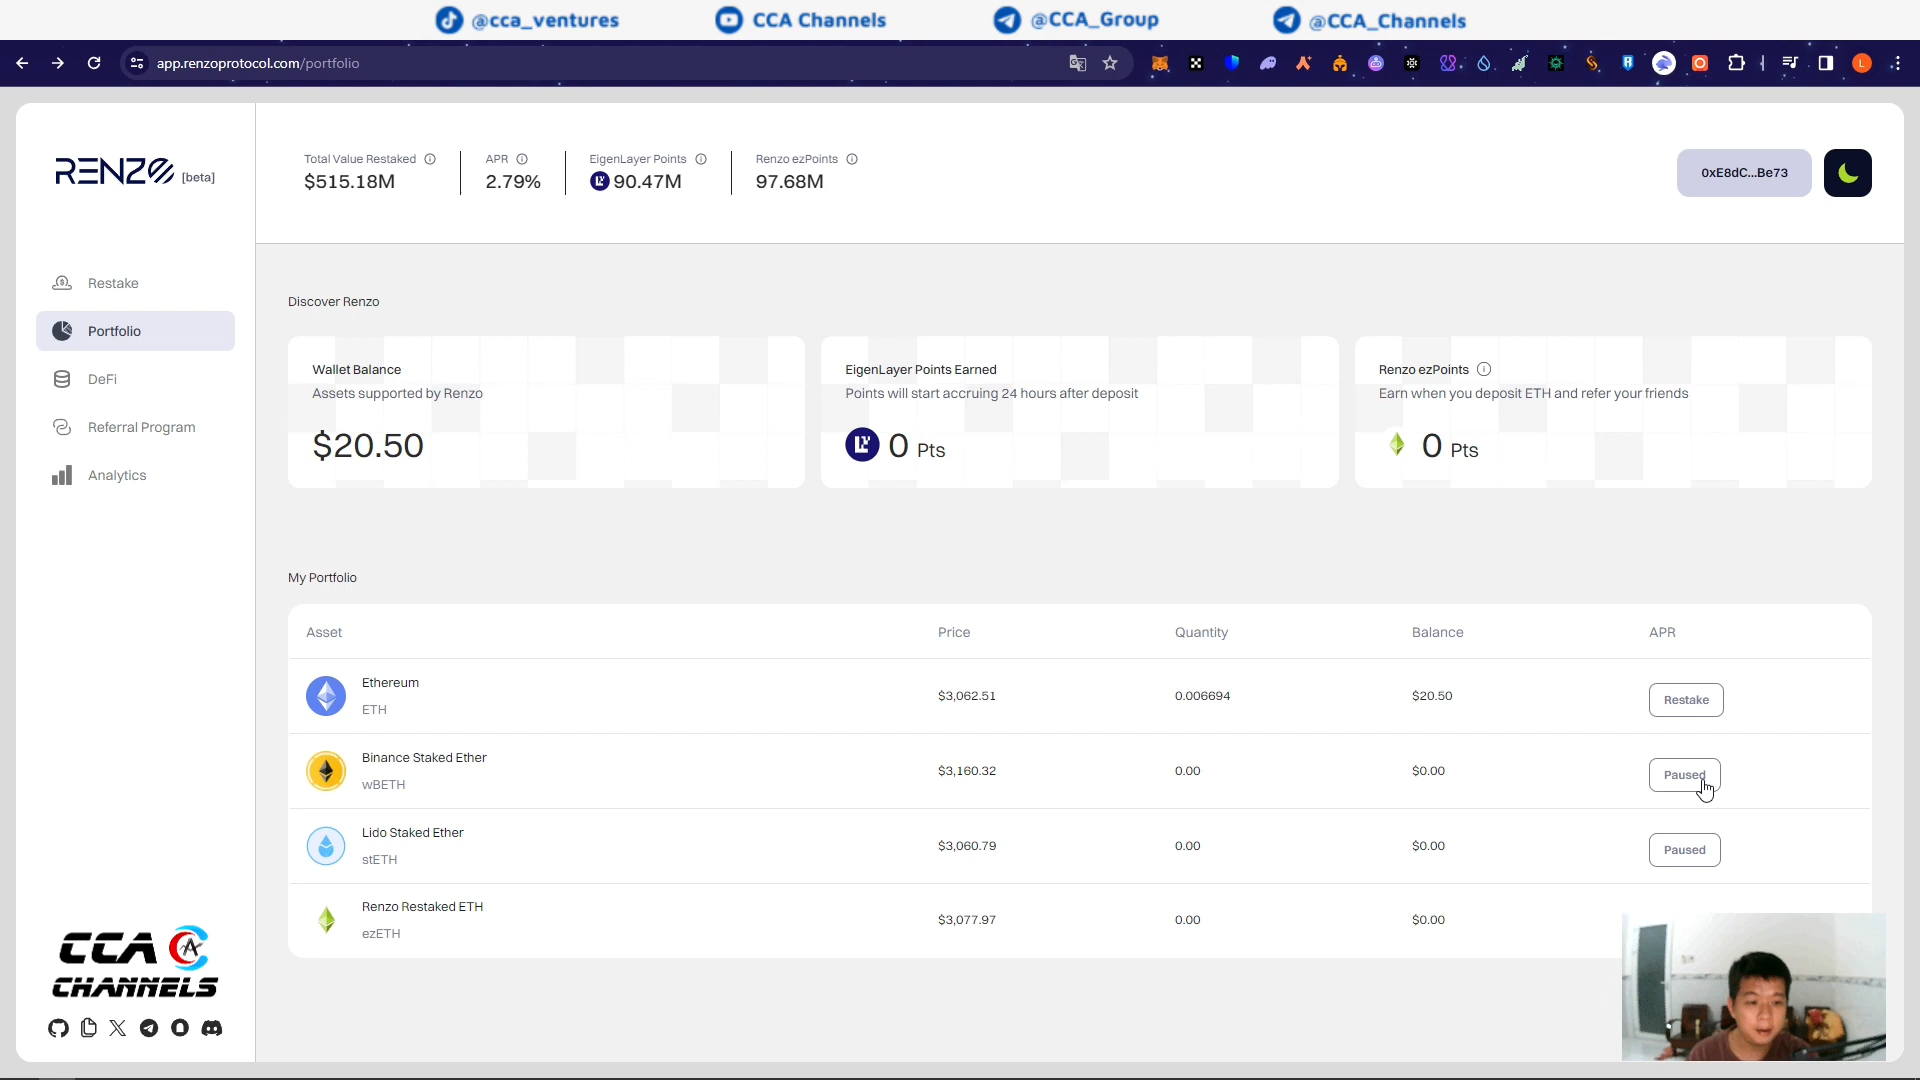 @cca_ventures CCA Channels @CCA_Group @CCA_Channels
app.renzoprotocol.com/portfolio
L
RENZO [beta]
Total Value Restaked APR EigenLayer Points Renzo ezPoints
$515.18M 2.79% 90.47M 97.68M
0xE8dC...Be73
Restake
Portfolio
DeFi
Referral Program
Analytics
Discover Renzo
Wallet Balance
Assets supported by Renzo
$20.50
EigenLayer Points Earned
Points will start accruing 24 hours after deposit
0 Pts
Renzo ezPoints
Earn when you deposit ETH and refer your friends
0 Pts
My Portfolio
Asset Price Quantity Balance APR
Ethereum
ETH
$3,062.51 0.006694 $20.50 Restake
Binance Staked Ether
wBETH
$3,160.32 0.00 $0.00 Paused
Lido Staked Ether
stETH
$3,060.79 0.00 $0.00 Paused
Renzo Restaked ETH
ezETH
$3,077.97 0.00 $0.00
CCA CA
CHANNELS